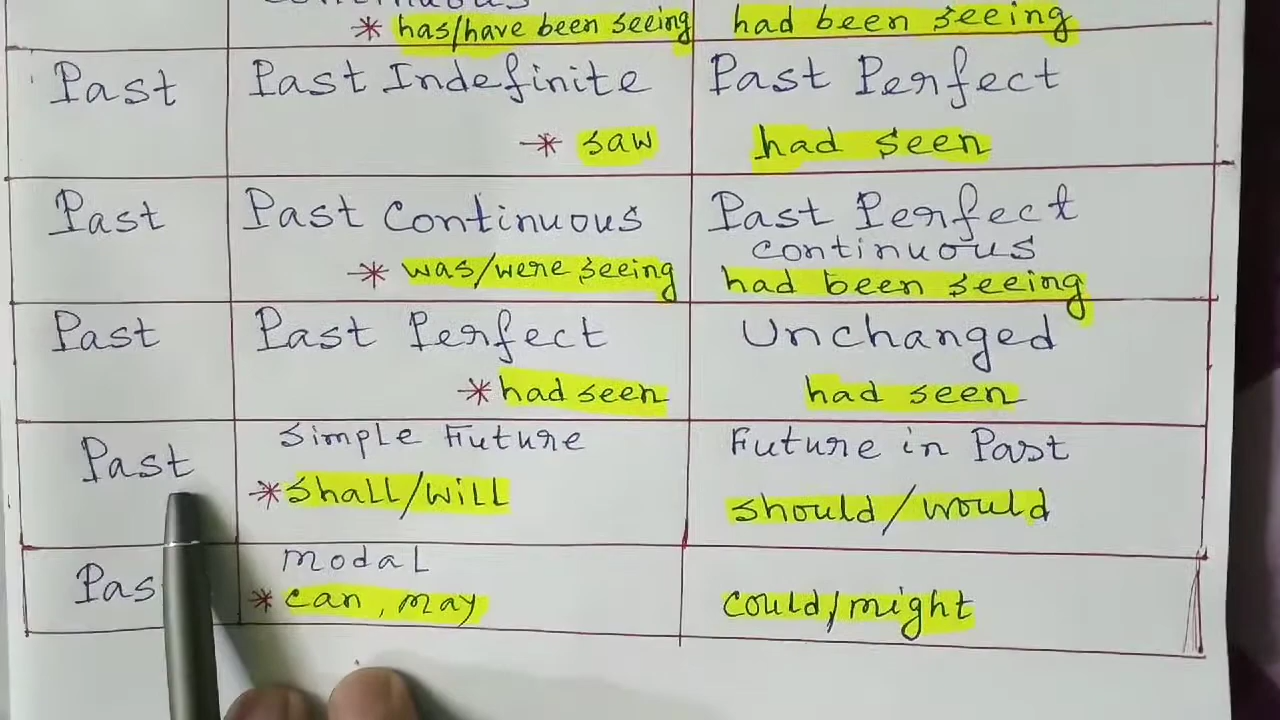 * has/have been seeing had been seeing
Past Past Indefinite Past Perfect
* saw had seen
Past Past Continuous Past Perfect
continuous
* was/were seeing had been seeing
Past Past Perfect Unchanged
* had seen had seen
Past Simple Future Future in Past
* shall/will should/would
modal
* can, may could/might